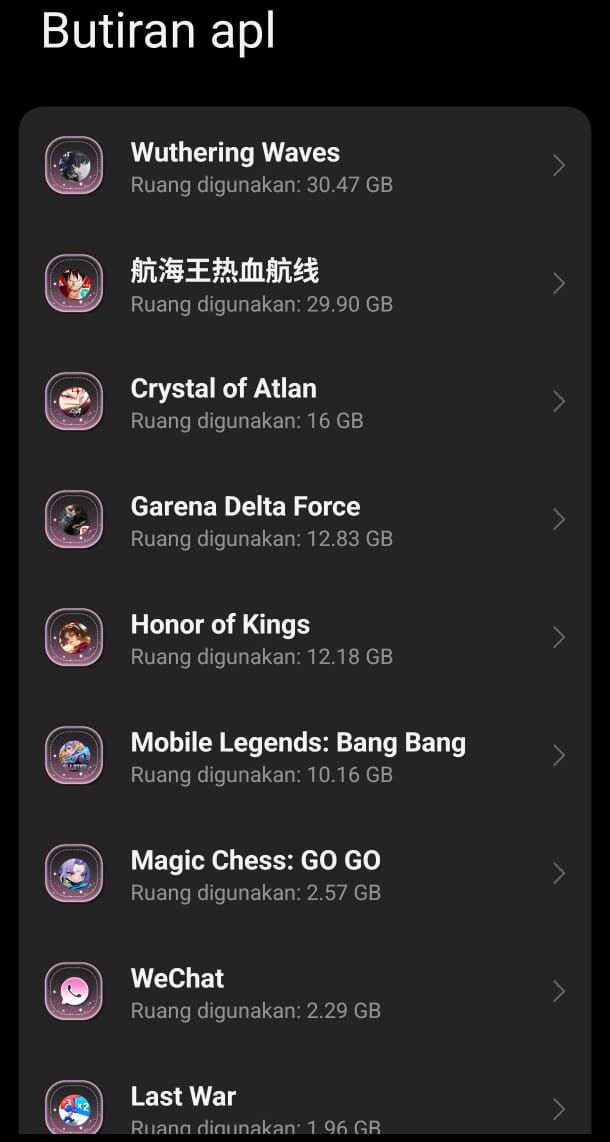 Butiran apl
Wuthering Waves
Ruang digunakan: 30.47 GB
航海王热血航线
Ruang digunakan: 29.90 GB
Crystal of Atlan
Ruang digunakan: 16 GB
Garena Delta Force
Ruang digunakan: 12.83 GB
Honor of Kings
Ruang digunakan: 12.18 GB
Mobile Legends: Bang Bang
Ruang digunakan: 10.16 GB
Magic Chess: GO GO
Ruang digunakan: 2.57 GB
WeChat
Ruang digunakan: 2.29 GB
Last War
Ruang digunakan: 1.96 GB